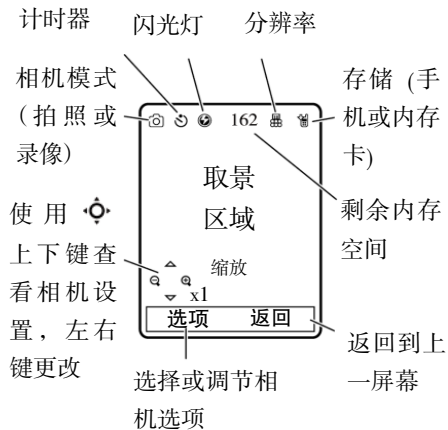 计时器
闪光灯
分辨率
相机模式
（拍照或
录像）
存储 (手
机或内存
卡)
162
取景
区域
剩余内存
空间
使用
上下键查
看相机设
置，左右
键更改
缩放
x1
选项 返回
选择或调节相
机选项
返回到上
一屏幕